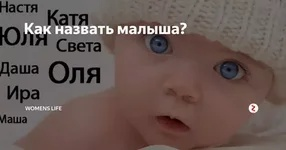 Настя
Катя
Как назвать малыша?
Юля
Света
Даша
Оля
Ира
WOMENS LIFE
Маша